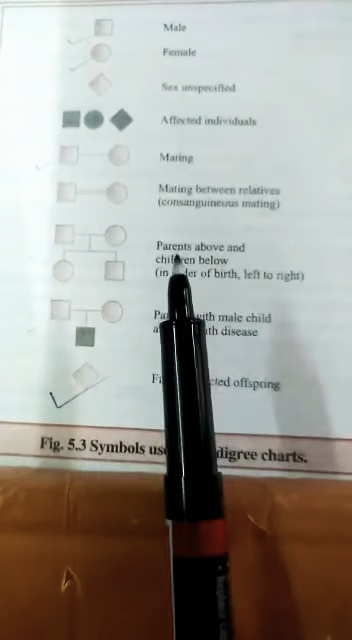 Male
Female
Sex unspecified
Affected individuals
Mating
Mating between relatives
(consanguineous mating)
Parents above and
children below
(in er of birth, left to right)
Pa with male child
a th disease
Fi cted offspring
Fig. 5.3 Symbols use digree charts.